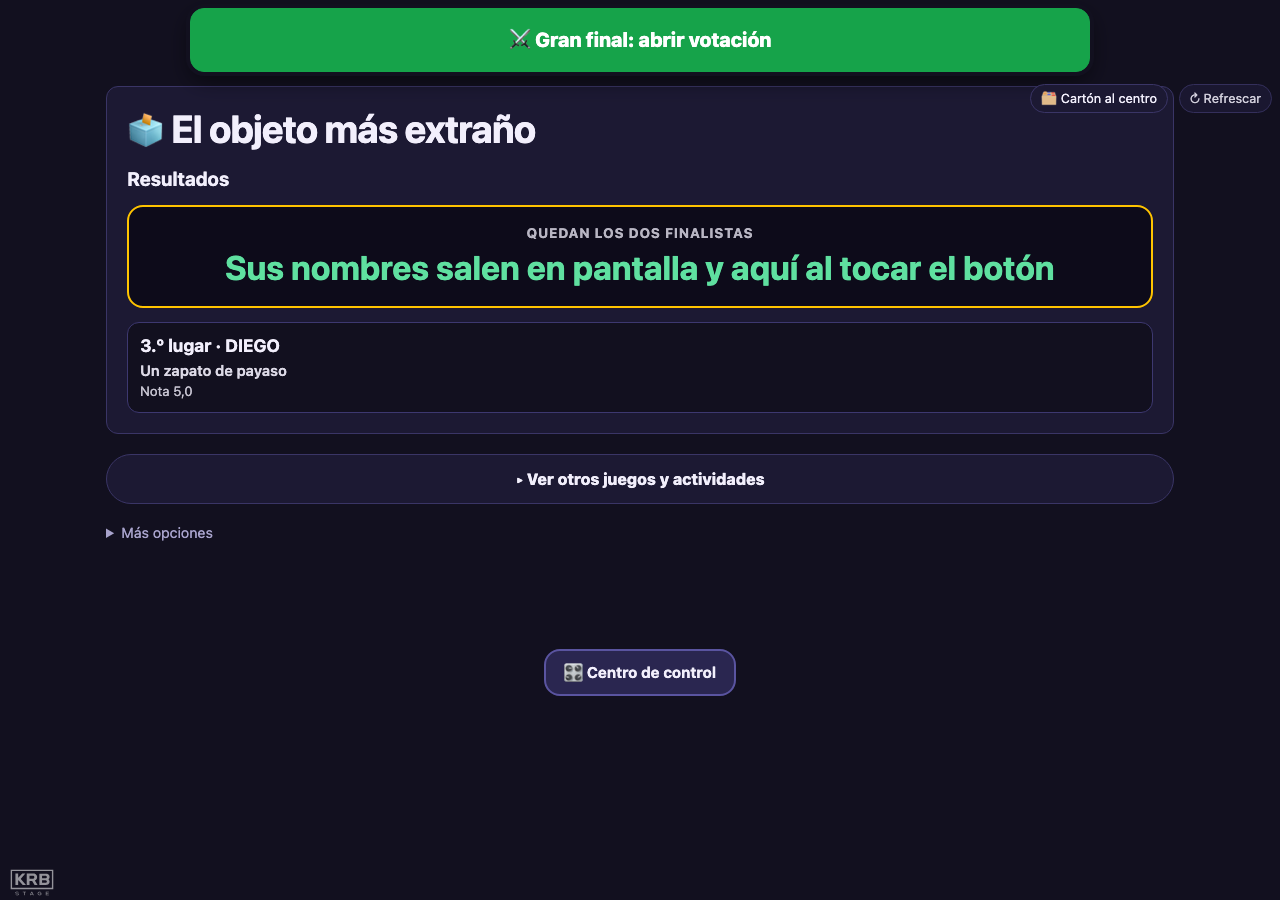 Gran final: abrir votación
Cartón al centro
Refrescar
El objeto más extraño
Resultados
QUEDAN LOS DOS FINALISTAS
Sus nombres salen en pantalla y aquí al tocar el botón
3.º lugar · DIEGO
Un zapato de payaso
Nota 5,0
Ver otros juegos y actividades
Más opciones
Centro de control
KRB
STAGE